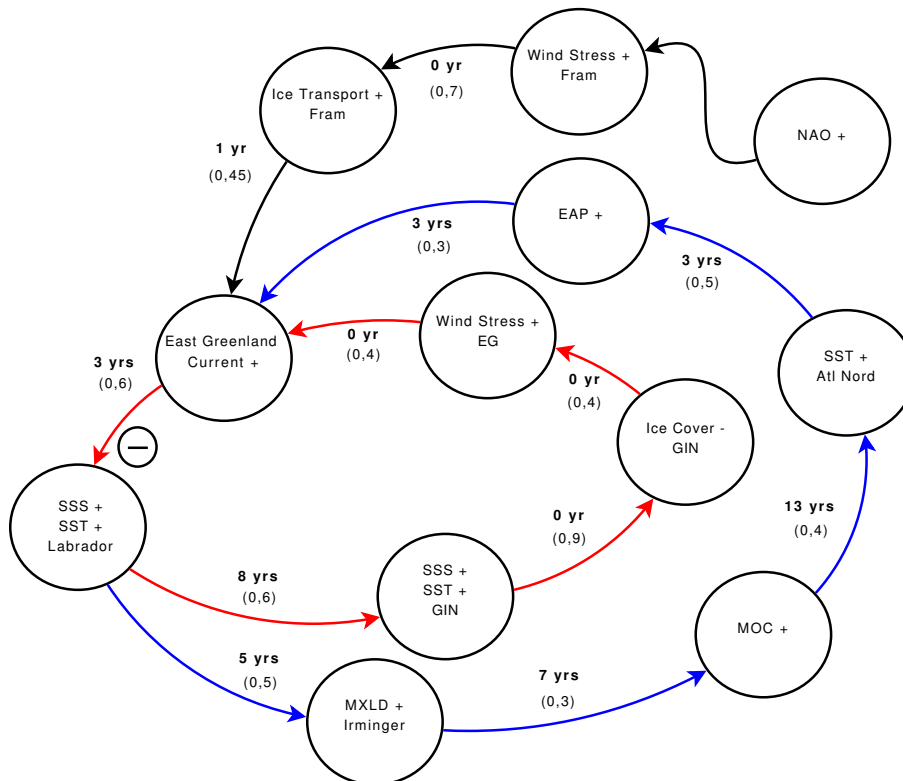 Wind Stress +
Fram
0 yr
(0,7)
Ice Transport +
Fram
NAO +
1 yr
(0,45)
EAP +
3 yrs
(0,3)
3 yrs
(0,5)
Wind Stress +
EG
0 yr
(0,4)
East Greenland
Current +
SST +
Atl Nord
3 yrs
(0,6)
0 yr
(0,4)
Ice Cover -
GIN
−
SSS +
SST +
Labrador
0 yr
(0,9)
13 yrs
(0,4)
8 yrs
(0,6)
SSS +
SST +
GIN
MOC +
5 yrs
(0,5)
7 yrs
(0,3)
MXLD +
Irminger